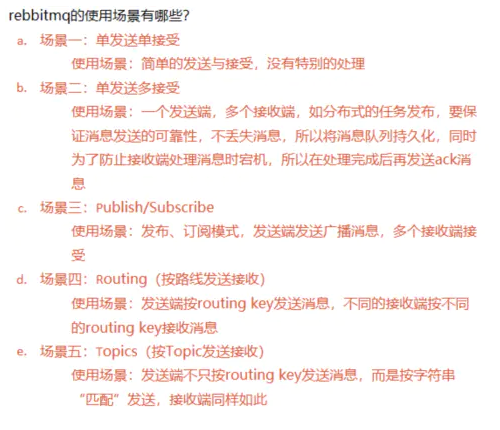 rebbitmq的使用场景有哪些?
a. 场景一：单发送单接受
使用场景：简单的发送与接受，没有特别的处理
b. 场景二：单发送多接受
使用场景：一个发送端，多个接收端，如分布式的任务发布，要保
证消息发送的可靠性，不丢失消息，所以将消息队列持久化，同时
为了防止接收端处理消息时宕机，所以在处理完成后再发送ack消
息
c. 场景三：Publish/Subscribe
使用场景：发布、订阅模式，发送端发送广播消息，多个接收端接
受
d. 场景四：Routing（按路线发送接收）
使用场景：发送端按routing key发送消息，不同的接收端按不同
的routing key接收消息
e. 场景五：Topics（按Topic发送接收）
使用场景：发送端不只按routing key发送消息，而是按字符串
“匹配”发送，接收端同样如此